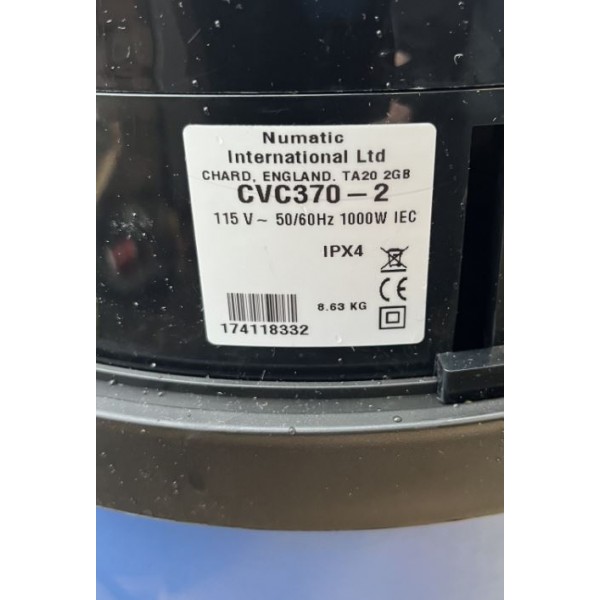 Numatic
International Ltd
CHARD, ENGLAND. TA20 2GB
CVC370-2
115 V~ 50/60Hz 1000W IEC
IPX4
CE
8.63 KG
174118332